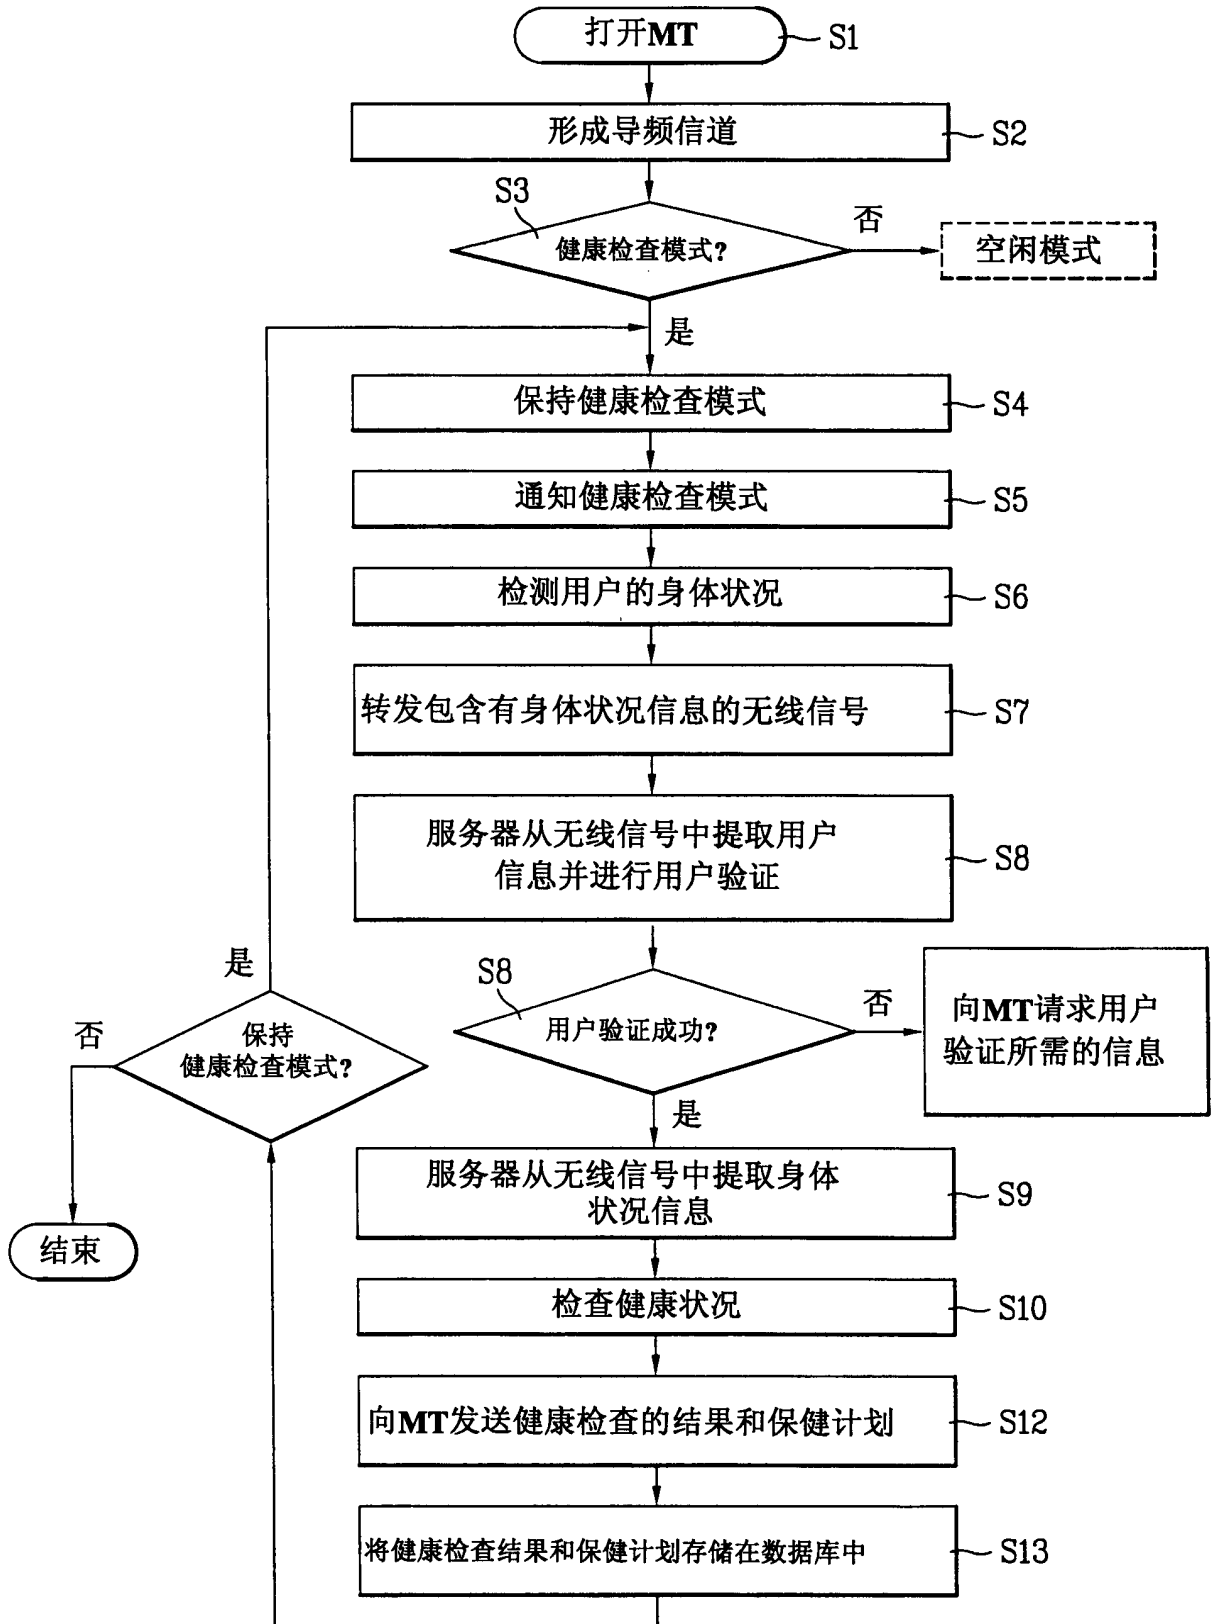 打开MT
S1
形成导频信道
S2
S3
健康检查模式?
否
空闲模式
是
保持健康检查模式
S4
通知健康检查模式
S5
检测用户的身体状况
S6
转发包含有身体状况信息的无线信号
S7
服务器从无线信号中提取用户
信息并进行用户验证
S8
S8
用户验证成功?
否
向MT请求用户
验证所需的信息
是
是
否
保持
健康检查模式?
结束
服务器从无线信号中提取身体
状况信息
S9
检查健康状况
S10
向MT发送健康检查的结果和保健计划
S12
将健康检查结果和保健计划存储在数据库中
S13